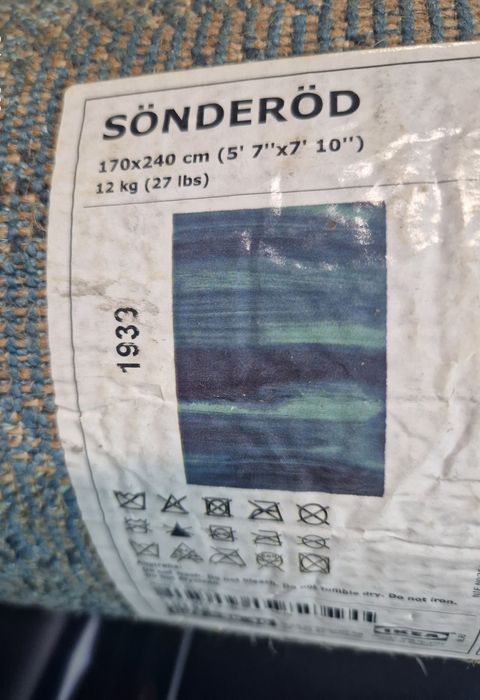 SÖNDERÖD
170x240 cm (5' 7"x7' 10")
12 kg (27 lbs)
1933
Do not bleach. Do not tumble dry. Do not iron.
IKEA